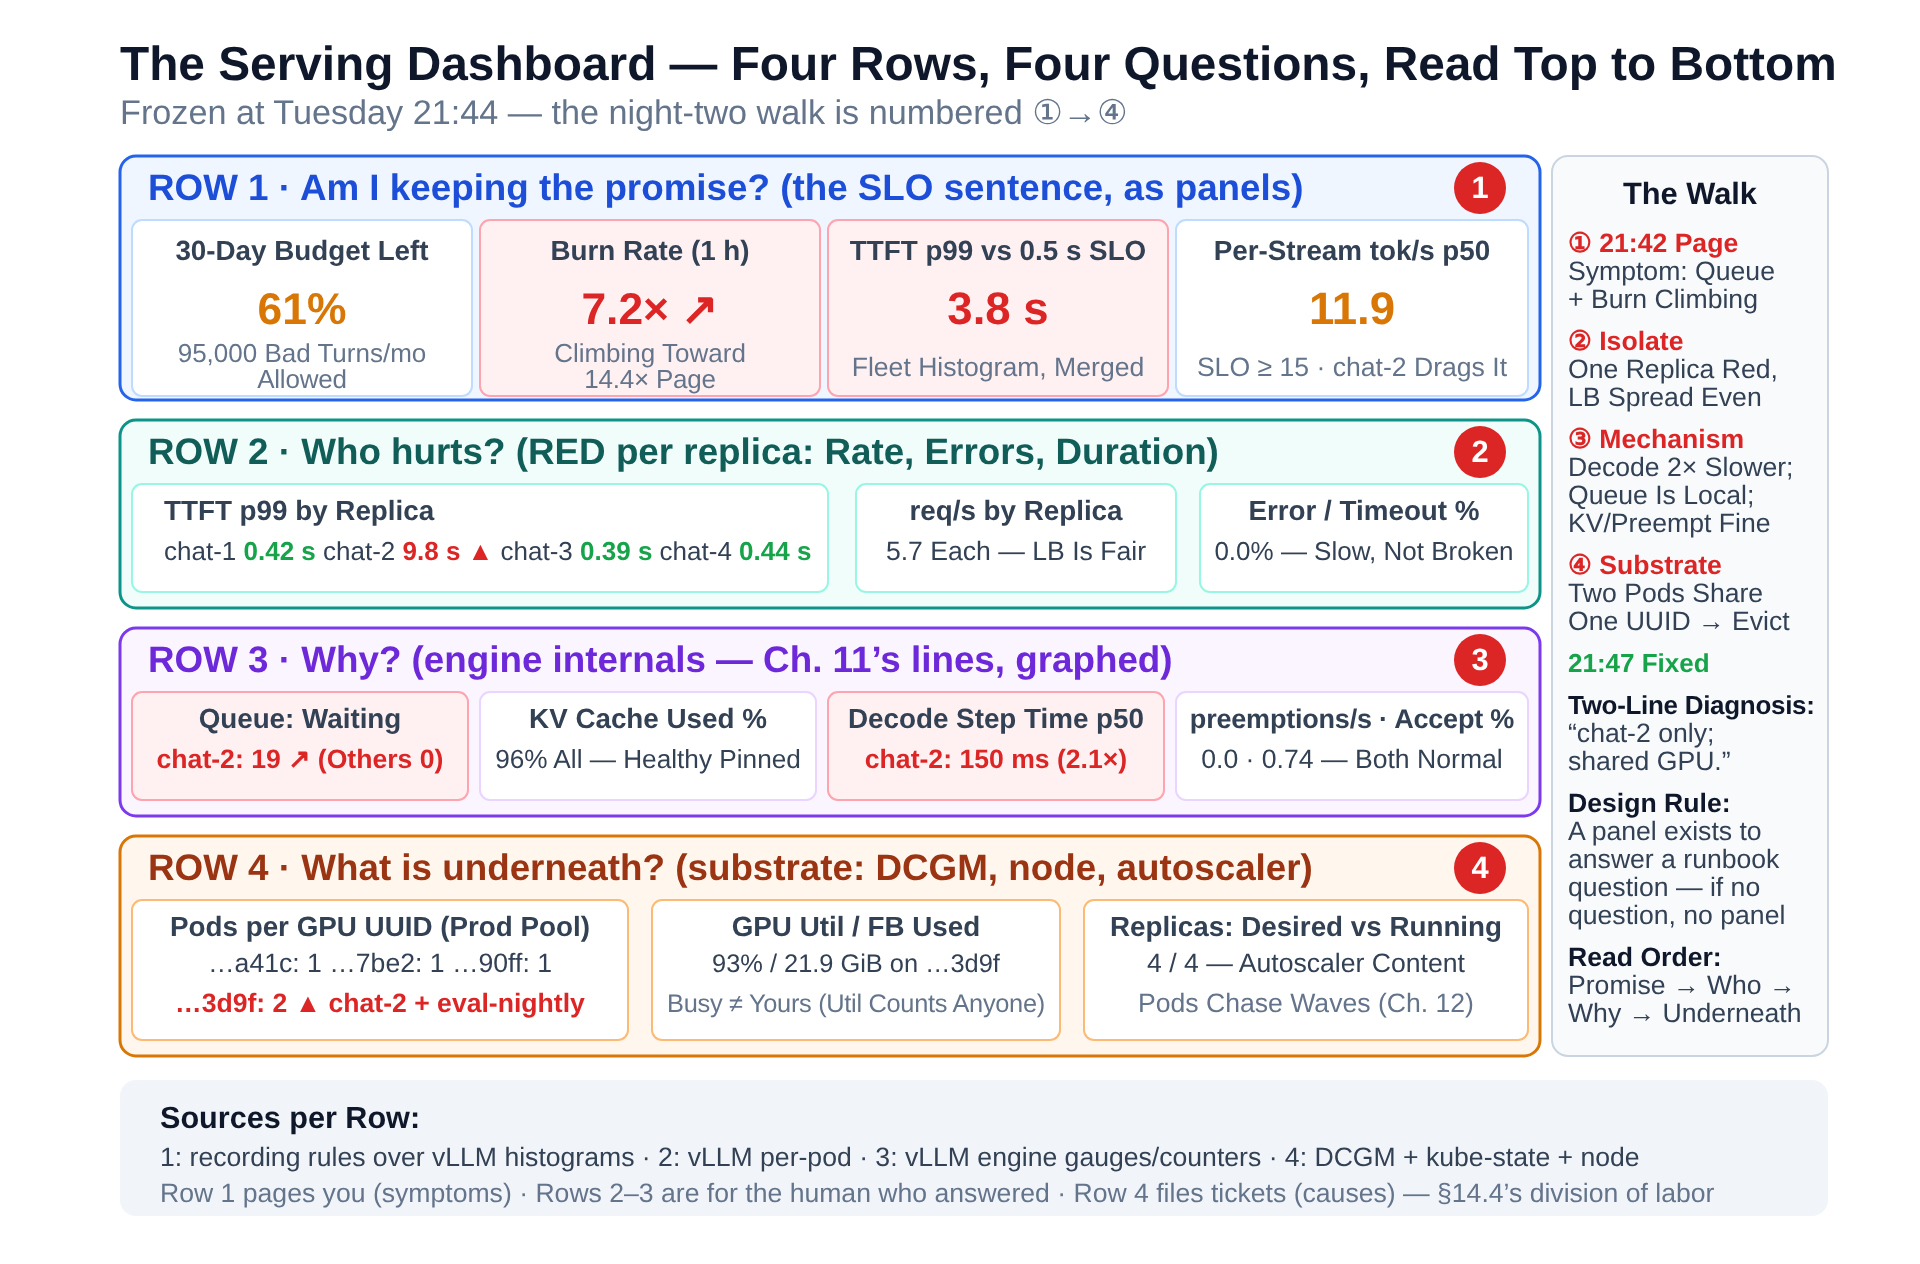 The Serving Dashboard — Four Rows, Four Questions, Read Top to Bottom
Frozen at Tuesday 21:44 — the night-two walk is numbered ①→④
ROW 1 · Am I keeping the promise? (the SLO sentence, as panels)
1
30-Day Budget Left
61%
95,000 Bad Turns/mo
Allowed
Burn Rate (1 h)
7.2× ↗
Climbing Toward
14.4× Page
TTFT p99 vs 0.5 s SLO
3.8 s
Fleet Histogram, Merged
Per-Stream tok/s p50
11.9
SLO ≥ 15 · chat-2 Drags It
ROW 2 · Who hurts? (RED per replica: Rate, Errors, Duration)
2
TTFT p99 by Replica
chat-1 0.42 s chat-2 9.8 s ▲ chat-3 0.39 s chat-4 0.44 s
req/s by Replica
5.7 Each — LB Is Fair
Error / Timeout %
0.0% — Slow, Not Broken
ROW 3 · Why? (engine internals — Ch. 11’s lines, graphed)
3
Queue: Waiting
chat-2: 19 ↗ (Others 0)
KV Cache Used %
96% All — Healthy Pinned
Decode Step Time p50
chat-2: 150 ms (2.1×)
preemptions/s · Accept %
0.0 · 0.74 — Both Normal
ROW 4 · What is underneath? (substrate: DCGM, node, autoscaler)
4
Pods per GPU UUID (Prod Pool)
…a41c: 1 …7be2: 1 …90ff: 1
…3d9f: 2 ▲ chat-2 + eval-nightly
GPU Util / FB Used
93% / 21.9 GiB on …3d9f
Busy ≠ Yours (Util Counts Anyone)
Replicas: Desired vs Running
4 / 4 — Autoscaler Content
Pods Chase Waves (Ch. 12)
The Walk
① 21:42 Page
Symptom: Queue
+ Burn Climbing
② Isolate
One Replica Red,
LB Spread Even
③ Mechanism
Decode 2× Slower;
Queue Is Local;
KV/Preempt Fine
④ Substrate
Two Pods Share
One UUID → Evict
21:47 Fixed
Two-Line Diagnosis:
“chat-2 only;
shared GPU.”
Design Rule:
A panel exists to
answer a runbook
question — if no
question, no panel
Read Order:
Promise → Who →
Why → Underneath
Sources per Row:
1: recording rules over vLLM histograms · 2: vLLM per-pod · 3: vLLM engine gauges/counters · 4: DCGM + kube-state + node
Row 1 pages you (symptoms) · Rows 2–3 are for the human who answered · Row 4 files tickets (causes) — §14.4’s division of labor